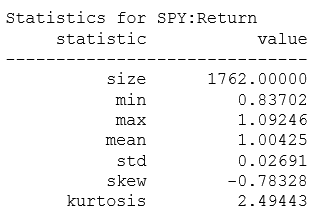 Statistics for SPY:Return
statistic value
------------------------------
size 1762.00000
min 0.83702
max 1.09246
mean 1.00425
std 0.02691
skew -0.78328
kurtosis 2.49443